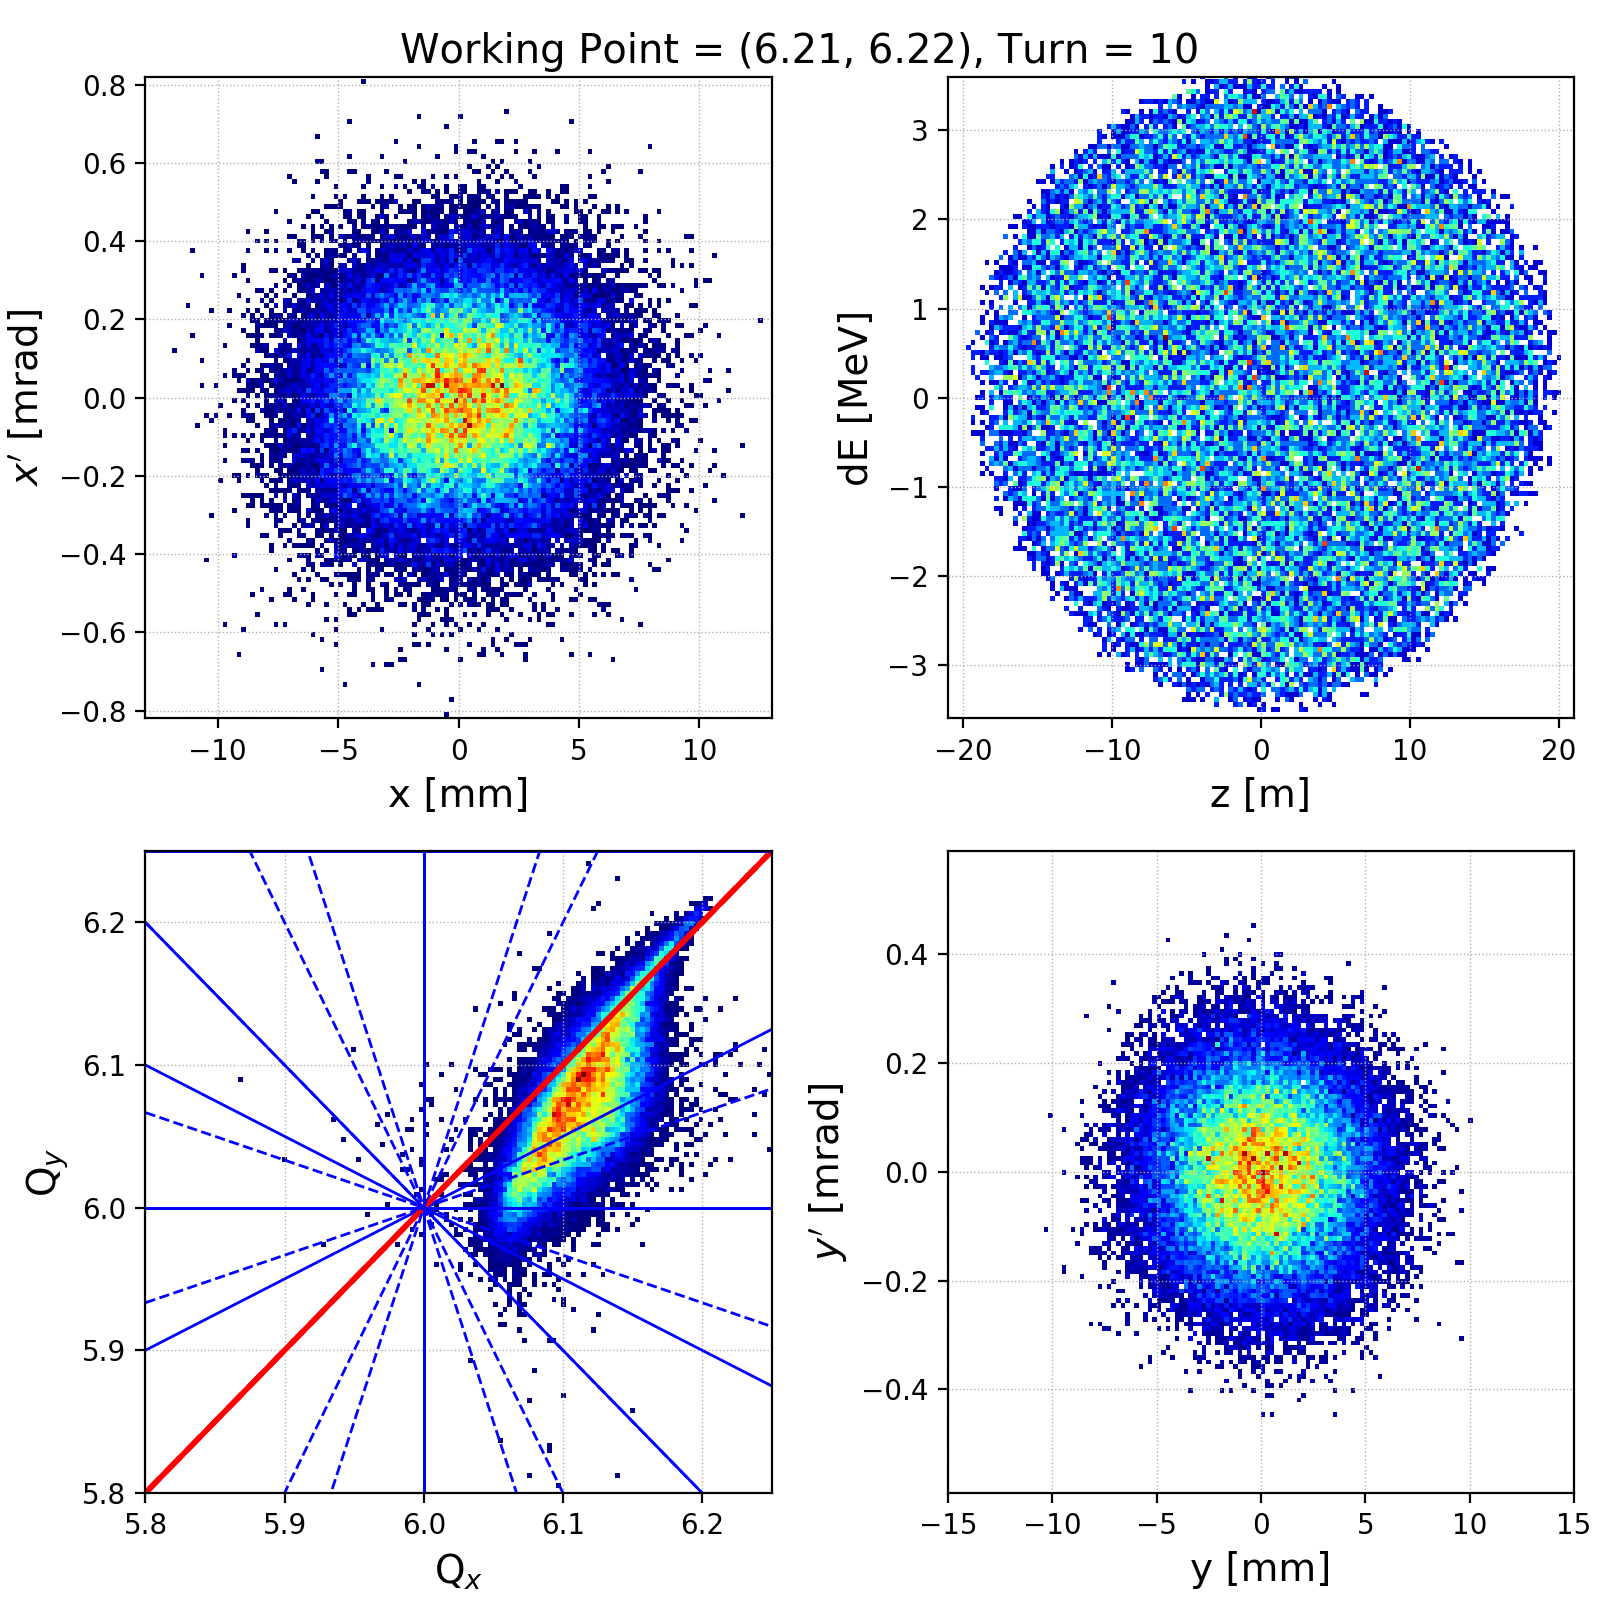 Working Point = (6.21, 6.22), Turn = 10
0.8
0.6
0.4
0.2
0.0
−0.2
−0.4
−0.6
−0.8
x′ [mrad]
−10 −5 0 5 10
x [mm]
3
2
1
0
−1
−2
−3
dE [MeV]
−20 −10 0 10 20
z [m]
6.2
6.1
6.0
5.9
5.8
Qy
5.8 5.9 6.0 6.1 6.2
Qx
0.4
0.2
0.0
−0.2
−0.4
y′ [mrad]
−15 −10 −5 0 5 10 15
y [mm]